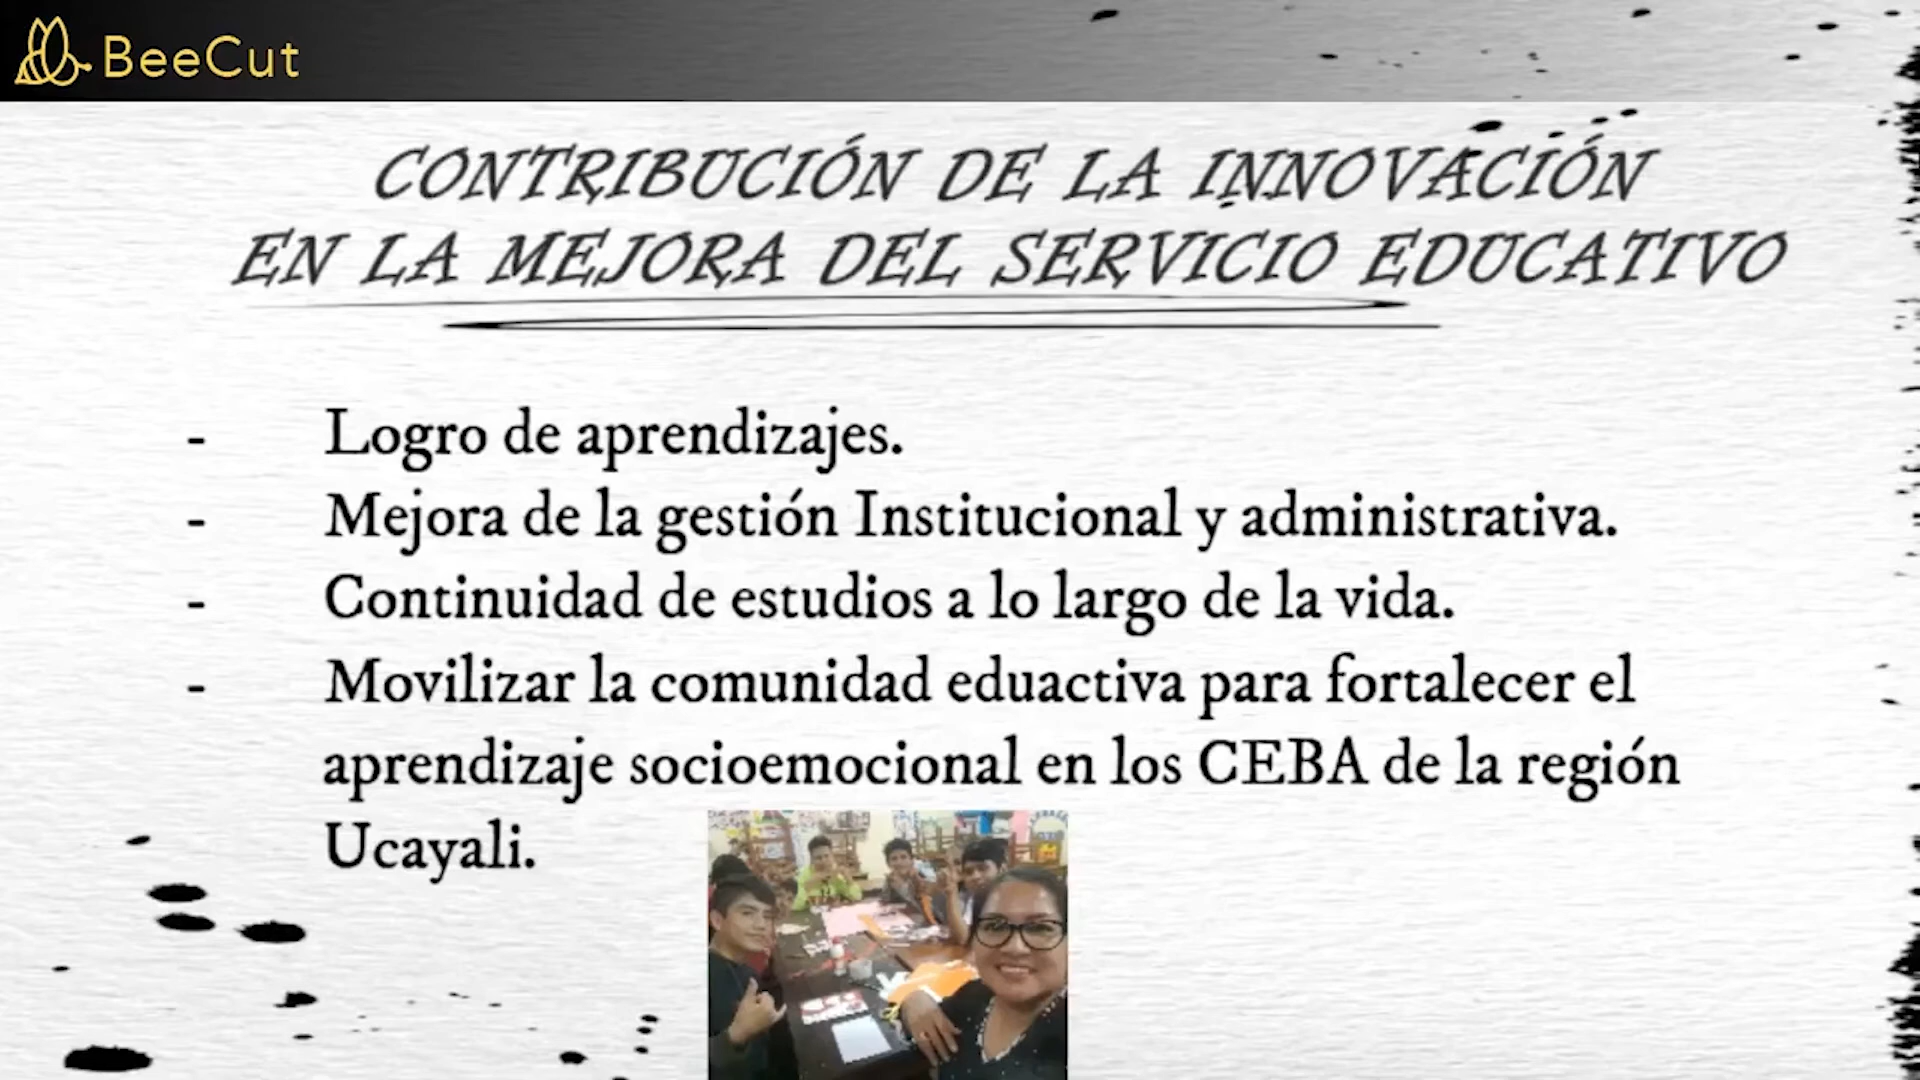 BeeCut
CONTRIBUCIÓN DE LA INNOVACIÓN
EN LA MEJORA DEL SERVICIO EDUCATIVO
- Logro de aprendizajes.
- Mejora de la gestión Institucional y administrativa.
- Continuidad de estudios a lo largo de la vida.
- Movilizar la comunidad eduactiva para fortalecer el
aprendizaje socioemocional en los CEBA de la región
Ucayali.